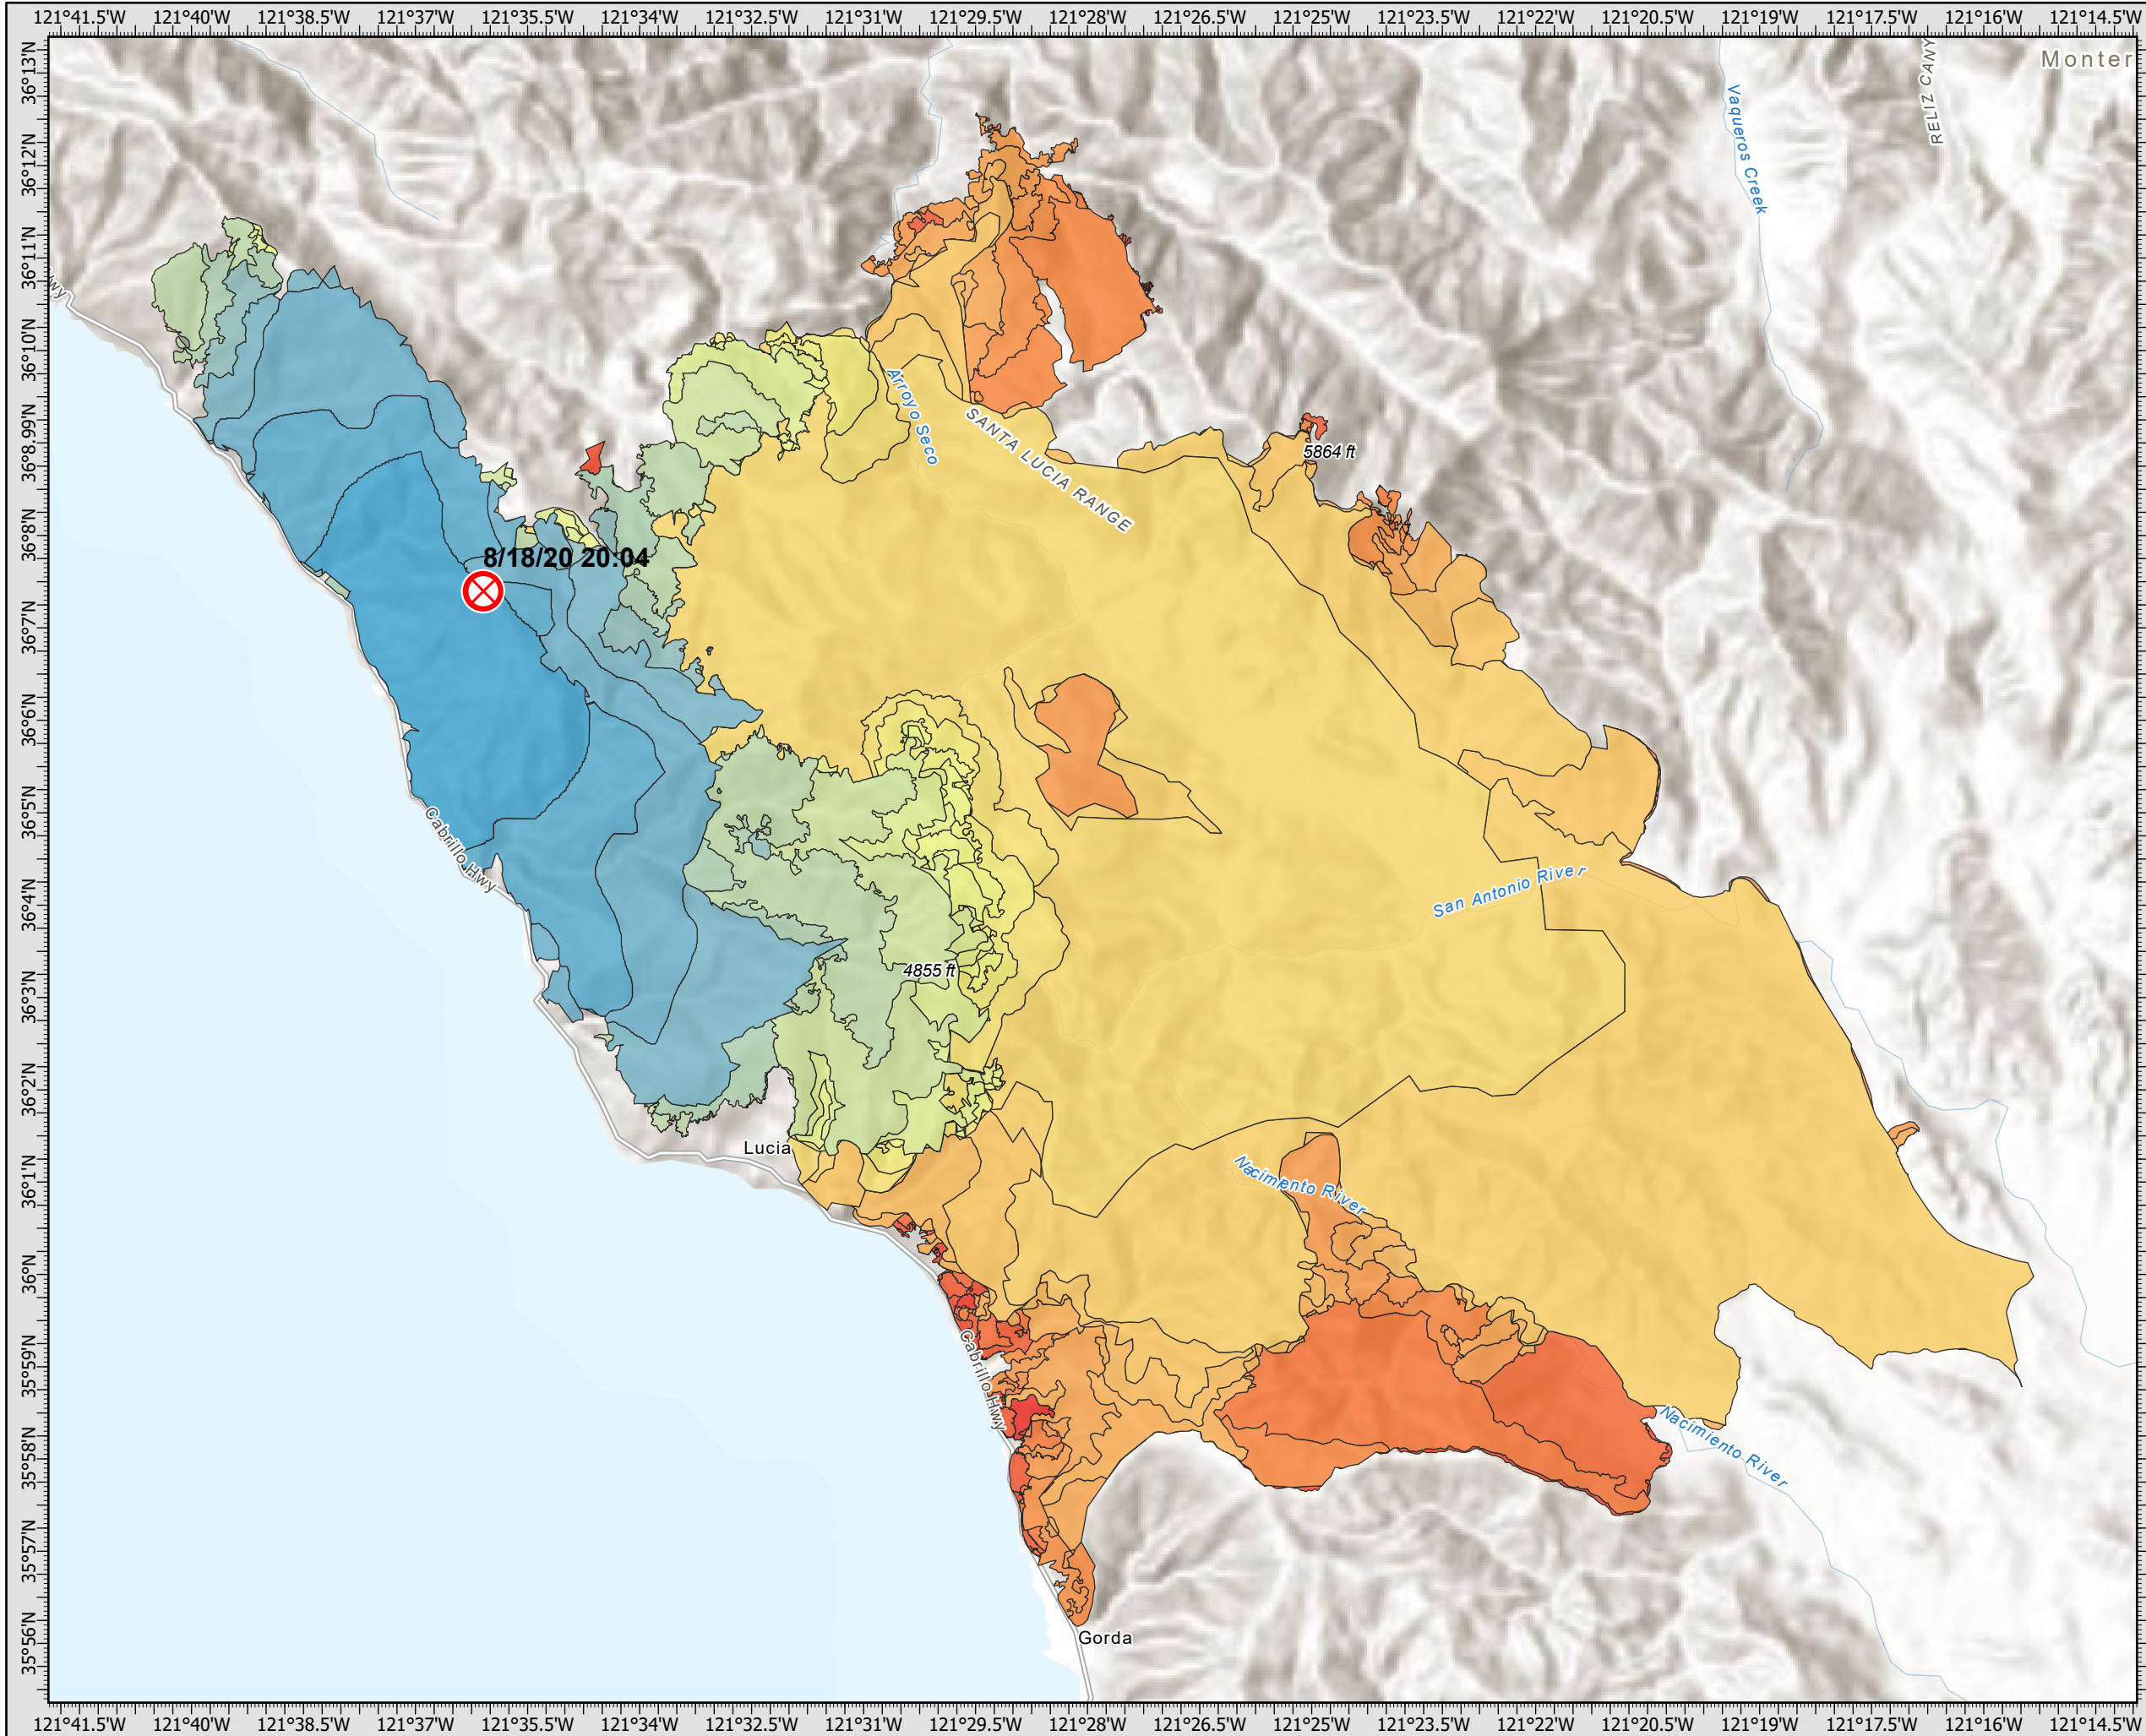 121°41.5'W 121°40'W 121°38.5'W 121°37'W 121°35.5'W 121°34'W 121°32.5'W 121°31'W 121°29.5'W 121°28'W 121°26.5'W 121°25'W 121°23.5'W 121°22'W 121°20.5'W 121°19'W 121°17.5'W 121°16'W 121°14.5'W
36°13'N
Monter
RELIZ CANY
Vaqueros Creek
36°12'N
36°11'N
wy
36°10'N
Arroyo Seco
SANTA LUCIA RANGE
36°8.99'N
5864 ft
36°8'N
8/18/20 20:04
36°7'N
36°6'N
36°5'N
Cabrillo Hwy
San Antonio River
36°4'N
4855 ft
36°3'N
36°2'N
Lucia
Nacimiento River
36°1'N
36°N
Cabrillo Hwy
35°59'N
Nacimiento River
35°58'N
35°57'N
35°56'N
Gorda
121°41.5'W 121°40'W 121°38.5'W 121°37'W 121°35.5'W 121°34'W 121°32.5'W 121°31'W 121°29.5'W 121°28'W 121°26.5'W 121°25'W 121°23.5'W 121°22'W 121°20.5'W 121°19'W 121°17.5'W 121°16'W 121°14.5'W